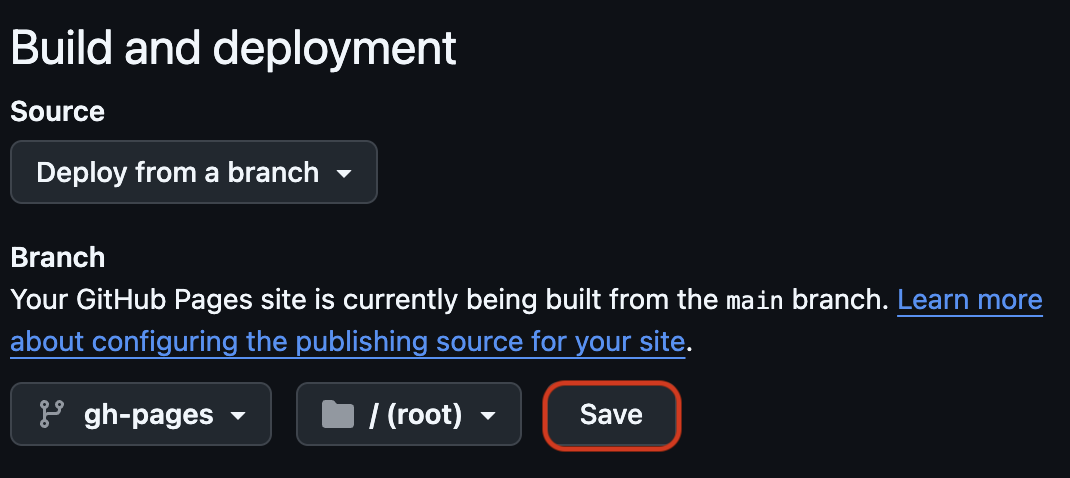 Build and deployment
Source
Deploy from a branch
Branch
Your GitHub Pages site is currently being built from the main branch. Learn more
about configuring the publishing source for your site.
gh-pages / (root) Save